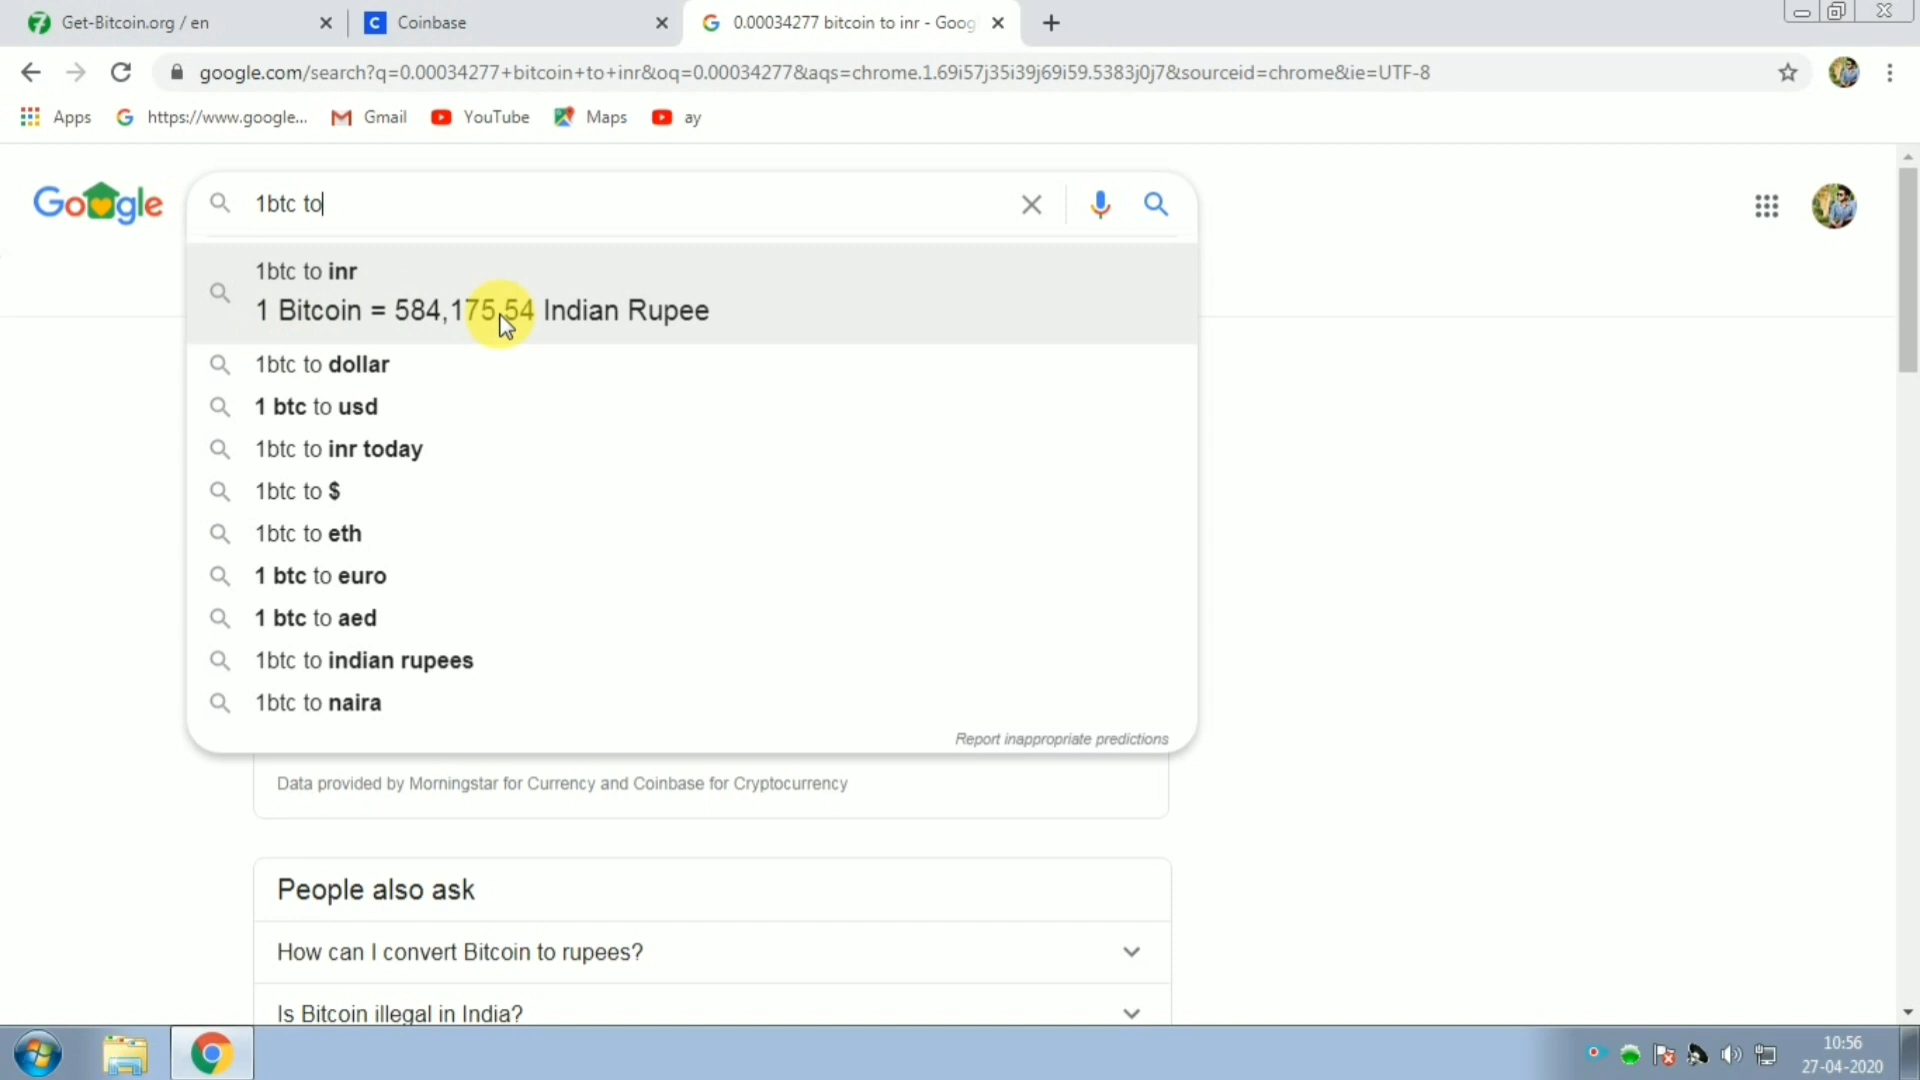 Get-Bitcoin.org / en
Coinbase
0.00034277 bitcoin to inr - Goog
google.com/search?q=0.00034277+bitcoin+to+inr&oq=0.00034277&aqs=chrome.1.69i57j35i39j69i59.5383j0j7&sourceid=chrome&ie=UTF-8
Apps
https://www.google...
Gmail
YouTube
Maps
ay
Google
1btc to
1btc to inr
1 Bitcoin = 584,175.54 Indian Rupee
1btc to dollar
1 btc to usd
1btc to inr today
1btc to $
1btc to eth
1 btc to euro
1 btc to aed
1btc to indian rupees
1btc to naira
Report inappropriate predictions
Data provided by Morningstar for Currency and Coinbase for Cryptocurrency
People also ask
How can I convert Bitcoin to rupees?
Is Bitcoin illegal in India?
10:56
27-04-2020